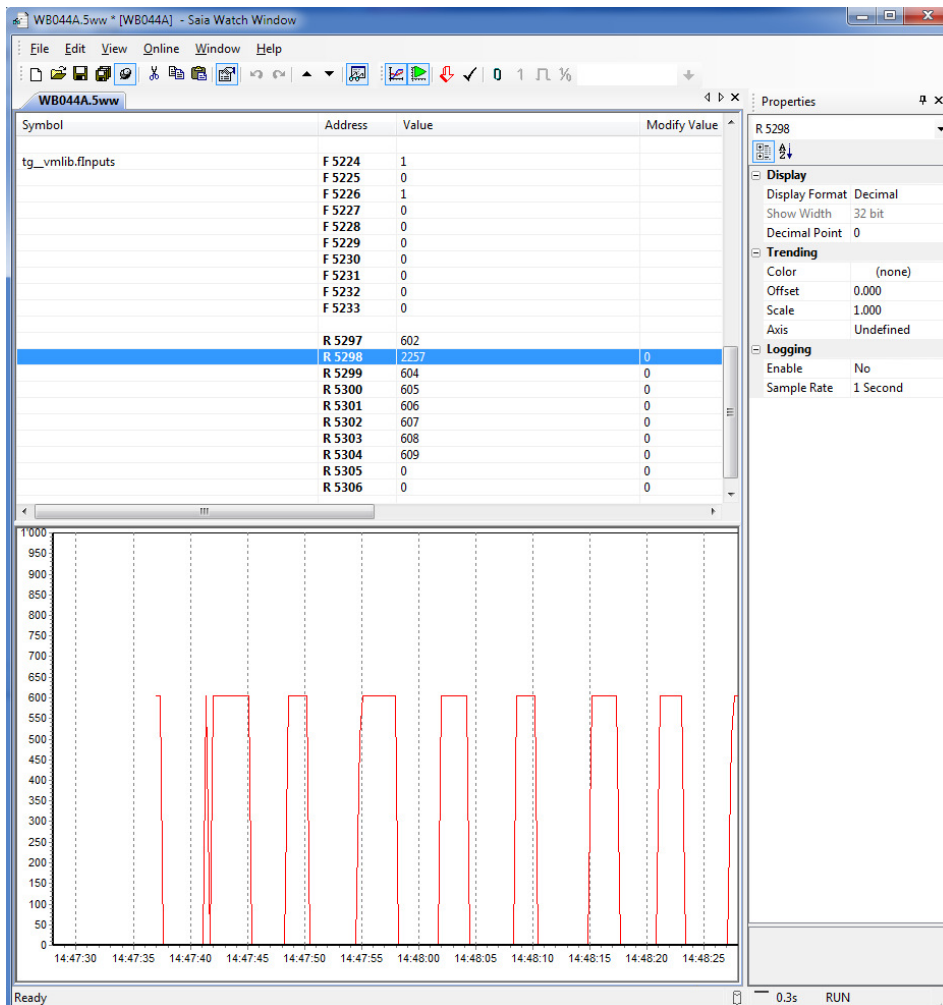 WB044A.5ww * [WB044A] - Saia Watch Window
File Edit View Online Window Help
0 1
WB044A.5ww
Symbol Address Value Modify Value
tg__vmlib.fInputs F 5224 1
F 5225 0
F 5226 1
F 5227 0
F 5228 0
F 5229 0
F 5230 0
F 5231 0
F 5232 0
F 5233 0
R 5297 602
R 5298 2257 0
R 5299 604 0
R 5300 605 0
R 5301 606 0
R 5302 607 0
R 5303 608 0
R 5304 609 0
R 5305 0 0
R 5306 0 0
Properties
R 5298
Display
Display Format Decimal
Show Width 32 bit
Decimal Point 0
Trending
Color (none)
Offset 0.000
Scale 1.000
Axis Undefined
Logging
Enable No
Sample Rate 1 Second
1'000
950
900
850
800
750
700
650
600
550
500
450
400
350
300
250
200
150
100
50
0
14:47:30 14:47:35 14:47:40 14:47:45 14:47:50 14:47:55 14:48:00 14:48:05 14:48:10 14:48:15 14:48:20 14:48:25
Ready 0.3s RUN